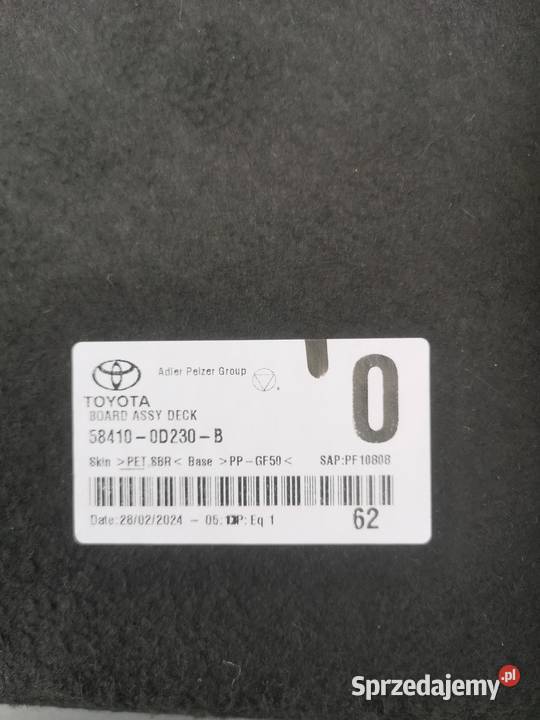 Adler Pelzer Group
TOYOTA
0
BOARD ASSY DECK
58410-0D230-B
Skin >PET,SBR< Base >PP-GF50< SAP:PF10808
Date:28/02/2024 - 05: P:Eq 1
62
Sprzedajemy.pl